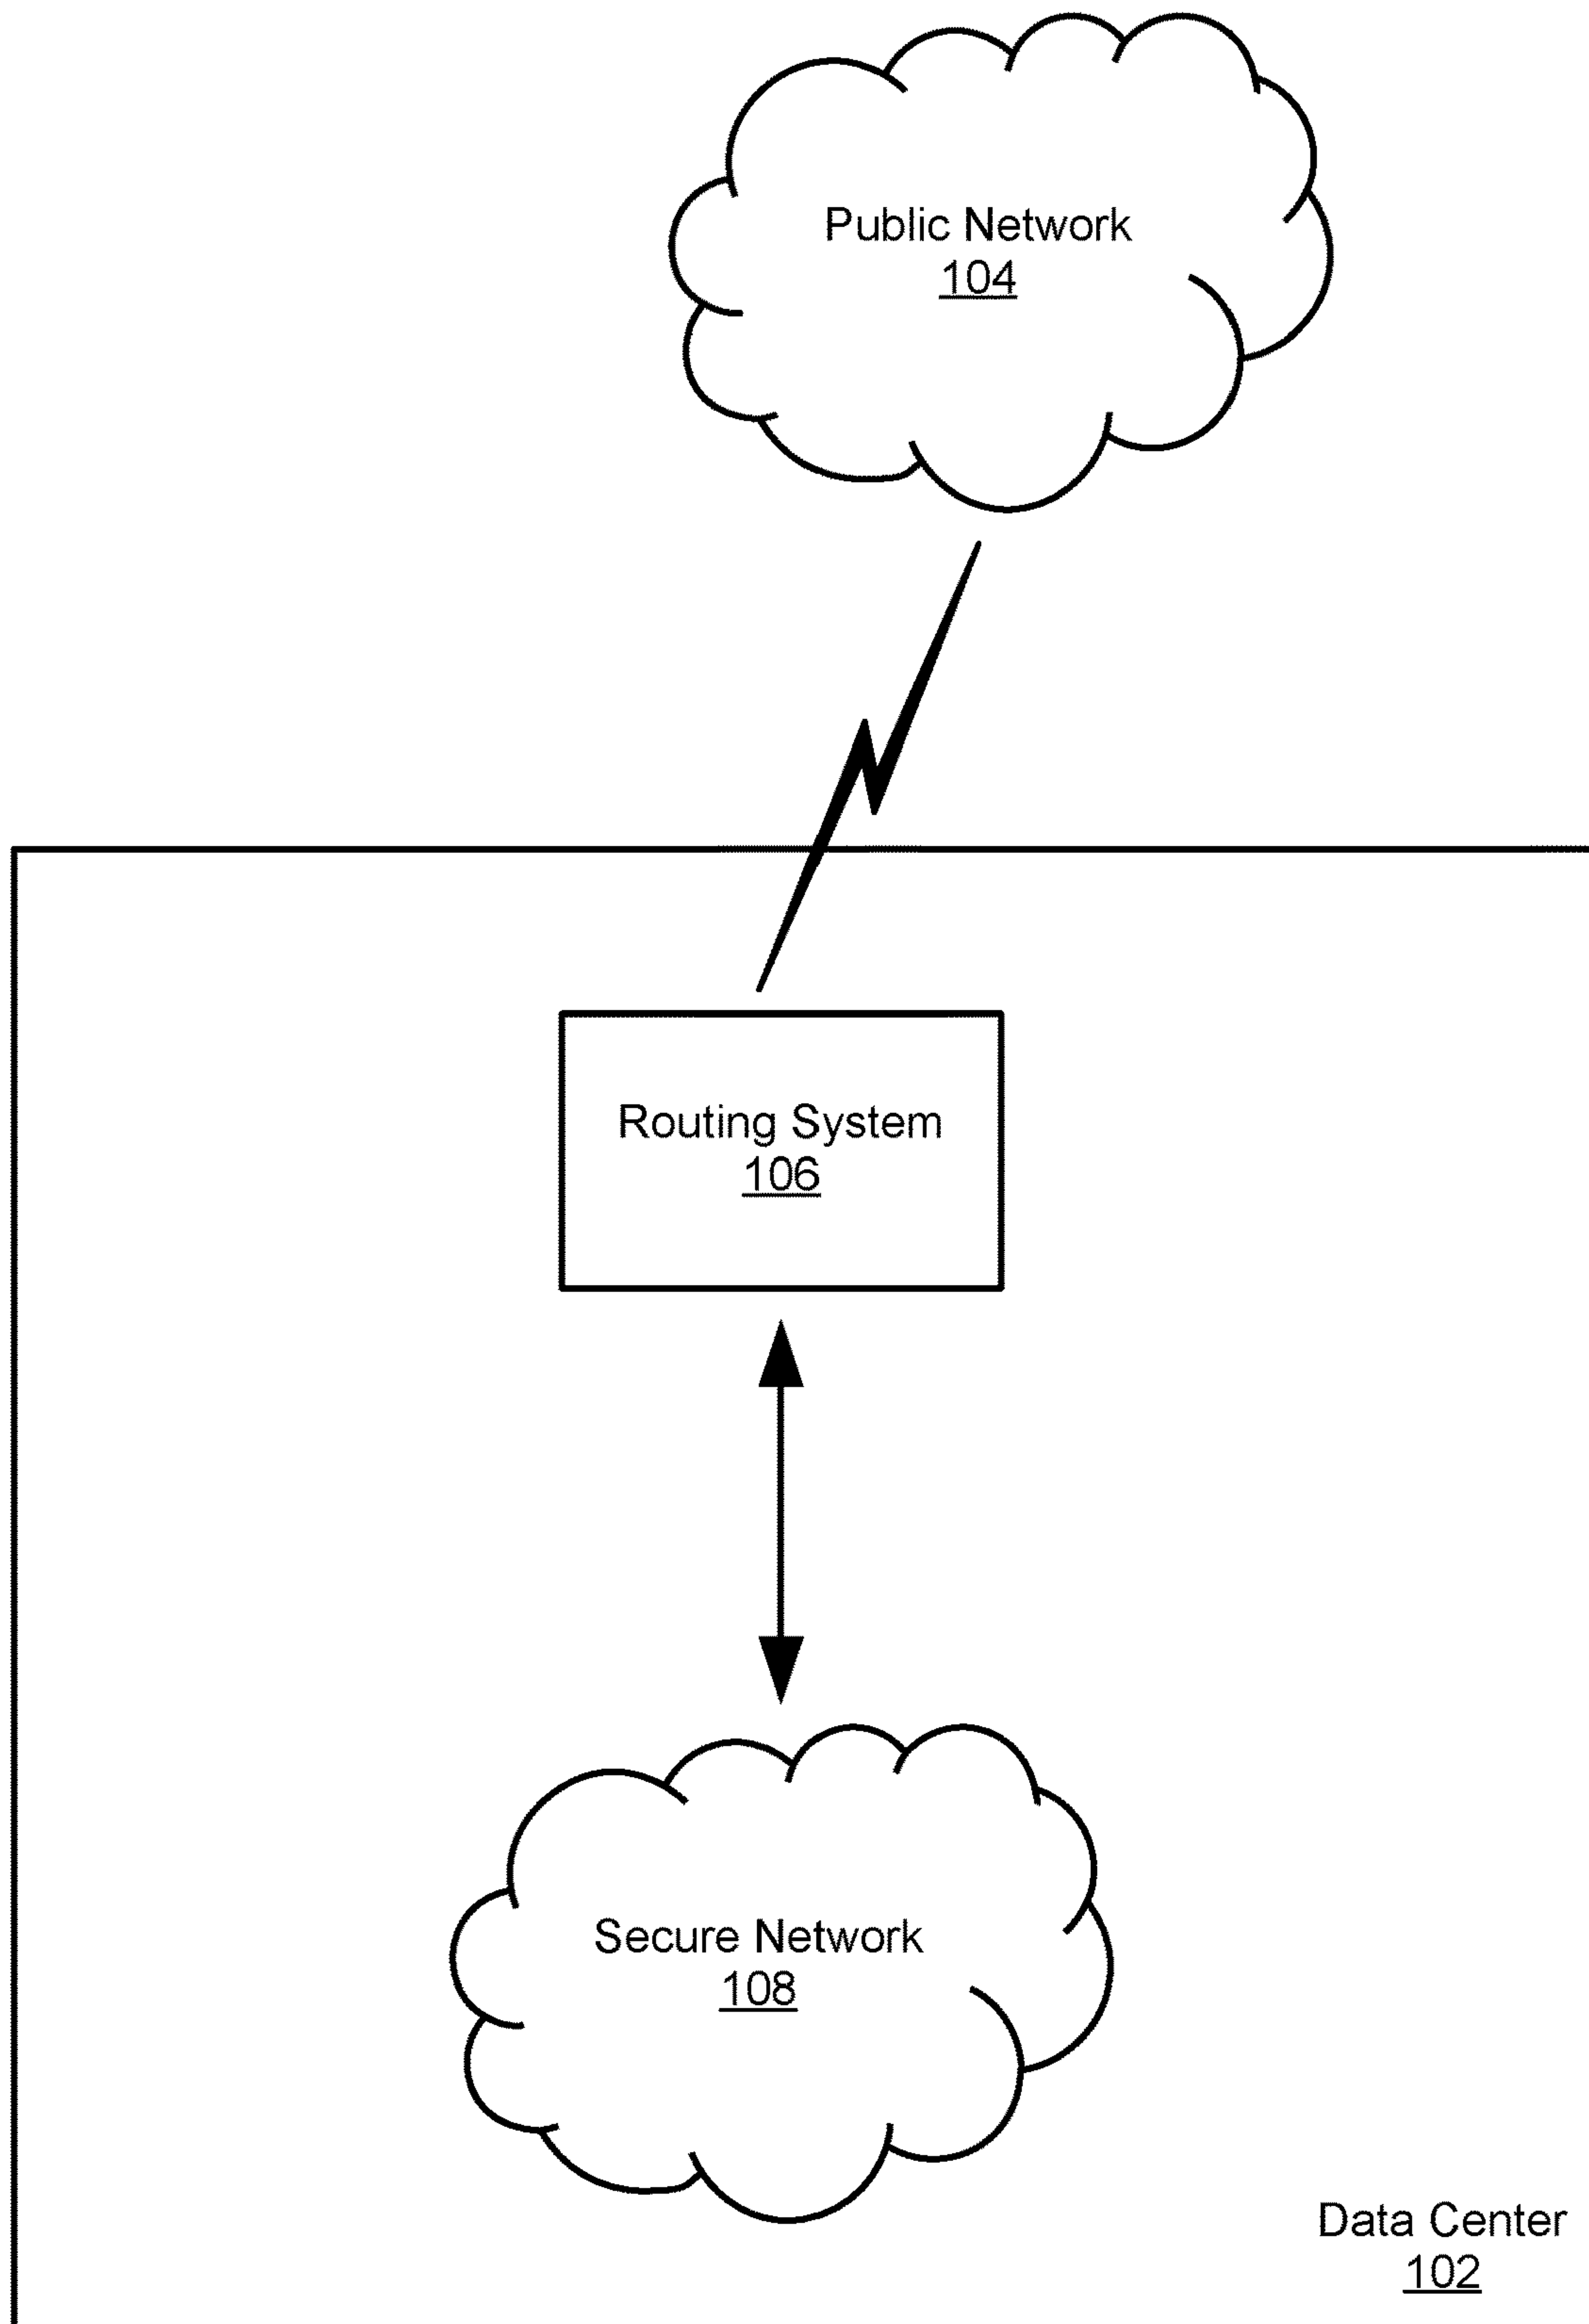 Public Network
104
Routing System
106
Secure Network
108
Data Center
102